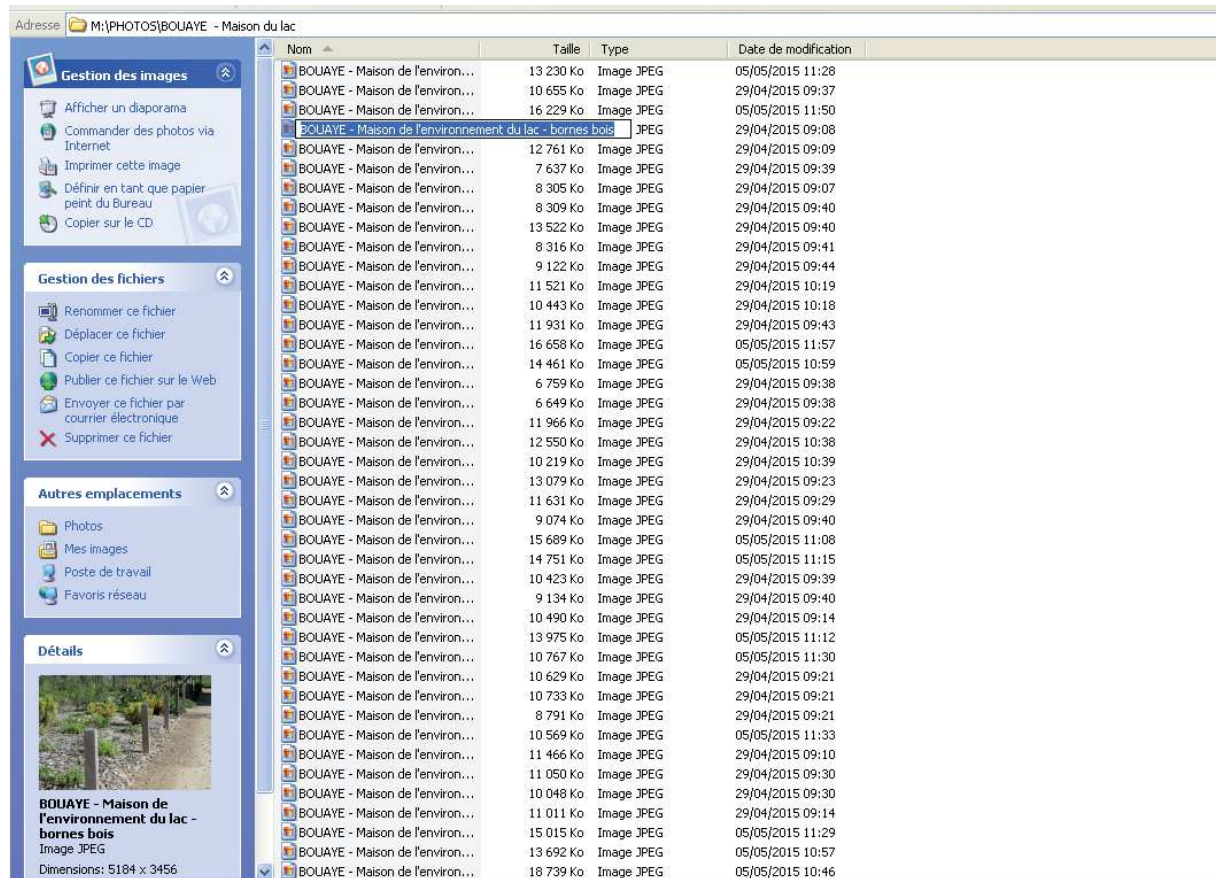 Adresse M:\PHOTOS\BOUAYE - Maison du lac
Gestion des images
Afficher un diaporama
Commander des photos via
Internet
Imprimer cette image
Définir en tant que papier
peint du Bureau
Copier sur le CD
Gestion des fichiers
Renommer ce fichier
Déplacer ce fichier
Copier ce fichier
Publier ce fichier sur le Web
Envoyer ce fichier par
courrier électronique
Supprimer ce fichier
Autres emplacements
Photos
Mes images
Poste de travail
Favoris réseau
Détails
BOUAYE - Maison de
l'environnement du lac -
bornes bois
Image JPEG
Dimensions: 5184 x 3456
Nom Taille Type Date de modification
BOUAYE - Maison de l'environ... 13 230 Ko Image JPEG 05/05/2015 11:28
BOUAYE - Maison de l'environ... 10 655 Ko Image JPEG 29/04/2015 09:37
BOUAYE - Maison de l'environ... 16 229 Ko Image JPEG 05/05/2015 11:50
BOUAYE - Maison de l'environnement du lac - bornes bois JPEG 29/04/2015 09:08
BOUAYE - Maison de l'environ... 12 761 Ko Image JPEG 29/04/2015 09:09
BOUAYE - Maison de l'environ... 7 637 Ko Image JPEG 29/04/2015 09:39
BOUAYE - Maison de l'environ... 8 305 Ko Image JPEG 29/04/2015 09:07
BOUAYE - Maison de l'environ... 8 309 Ko Image JPEG 29/04/2015 09:40
BOUAYE - Maison de l'environ... 13 522 Ko Image JPEG 29/04/2015 09:40
BOUAYE - Maison de l'environ... 8 316 Ko Image JPEG 29/04/2015 09:41
BOUAYE - Maison de l'environ... 9 122 Ko Image JPEG 29/04/2015 09:44
BOUAYE - Maison de l'environ... 11 521 Ko Image JPEG 29/04/2015 10:19
BOUAYE - Maison de l'environ... 10 443 Ko Image JPEG 29/04/2015 10:18
BOUAYE - Maison de l'environ... 11 931 Ko Image JPEG 29/04/2015 09:43
BOUAYE - Maison de l'environ... 16 658 Ko Image JPEG 05/05/2015 11:57
BOUAYE - Maison de l'environ... 14 461 Ko Image JPEG 05/05/2015 10:59
BOUAYE - Maison de l'environ... 6 759 Ko Image JPEG 29/04/2015 09:38
BOUAYE - Maison de l'environ... 6 649 Ko Image JPEG 29/04/2015 09:38
BOUAYE - Maison de l'environ... 11 966 Ko Image JPEG 29/04/2015 09:22
BOUAYE - Maison de l'environ... 12 550 Ko Image JPEG 29/04/2015 10:38
BOUAYE - Maison de l'environ... 10 219 Ko Image JPEG 29/04/2015 10:39
BOUAYE - Maison de l'environ... 13 079 Ko Image JPEG 29/04/2015 09:23
BOUAYE - Maison de l'environ... 11 631 Ko Image JPEG 29/04/2015 09:29
BOUAYE - Maison de l'environ... 9 074 Ko Image JPEG 29/04/2015 09:40
BOUAYE - Maison de l'environ... 15 689 Ko Image JPEG 05/05/2015 11:08
BOUAYE - Maison de l'environ... 14 751 Ko Image JPEG 05/05/2015 11:15
BOUAYE - Maison de l'environ... 10 423 Ko Image JPEG 29/04/2015 09:39
BOUAYE - Maison de l'environ... 9 134 Ko Image JPEG 29/04/2015 09:40
BOUAYE - Maison de l'environ... 10 490 Ko Image JPEG 29/04/2015 09:14
BOUAYE - Maison de l'environ... 13 975 Ko Image JPEG 05/05/2015 11:12
BOUAYE - Maison de l'environ... 10 767 Ko Image JPEG 05/05/2015 11:30
BOUAYE - Maison de l'environ... 10 629 Ko Image JPEG 29/04/2015 09:21
BOUAYE - Maison de l'environ... 10 733 Ko Image JPEG 29/04/2015 09:21
BOUAYE - Maison de l'environ... 8 791 Ko Image JPEG 29/04/2015 09:21
BOUAYE - Maison de l'environ... 10 569 Ko Image JPEG 05/05/2015 11:33
BOUAYE - Maison de l'environ... 11 466 Ko Image JPEG 29/04/2015 09:10
BOUAYE - Maison de l'environ... 11 050 Ko Image JPEG 29/04/2015 09:30
BOUAYE - Maison de l'environ... 10 048 Ko Image JPEG 29/04/2015 09:30
BOUAYE - Maison de l'environ... 11 011 Ko Image JPEG 29/04/2015 09:14
BOUAYE - Maison de l'environ... 15 015 Ko Image JPEG 05/05/2015 11:29
BOUAYE - Maison de l'environ... 13 692 Ko Image JPEG 05/05/2015 10:57
BOUAYE - Maison de l'environ... 18 739 Ko Image JPEG 05/05/2015 10:46